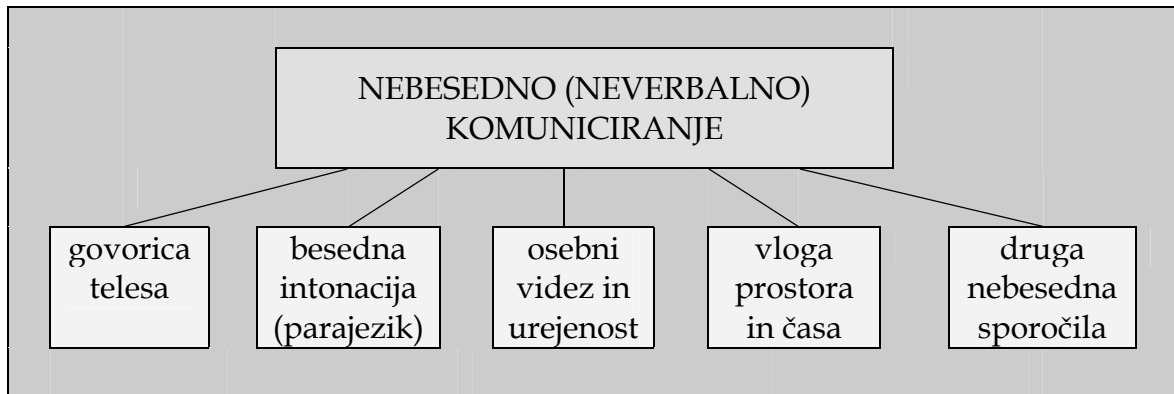 NEBESEDNO (NEVERBALNO)
KOMUNICIRANJE
govorica
telesa
besedna
intonacija
(parajezik)
osebni
videz in
urejenost
vloga
prostora
in časa
druga
nebesedna
sporočila